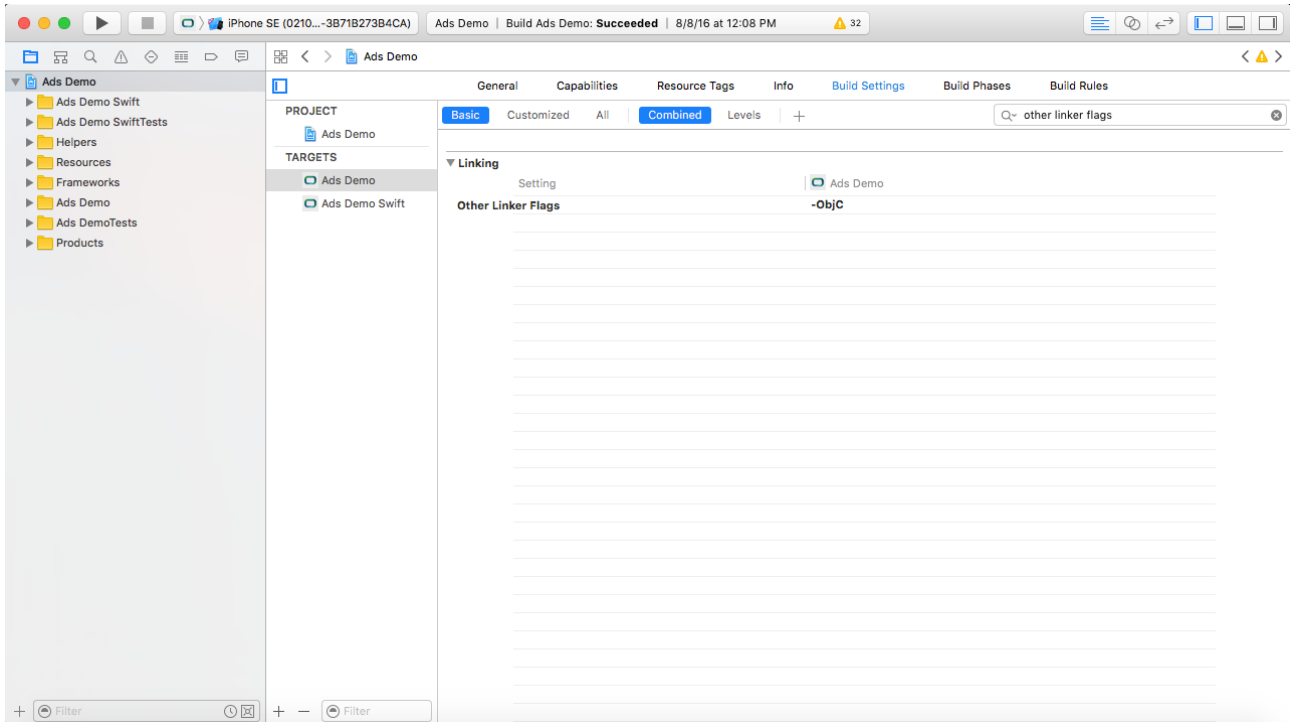 iPhone SE (0210...-3B71B273B4CA)
Ads Demo | Build Ads Demo: Succeeded | 8/8/16 at 12:08 PM
32
Ads Demo
Ads Demo Swift
Ads Demo SwiftTests
Helpers
Resources
Frameworks
Ads Demo
Ads DemoTests
Products
Filter
Ads Demo
General Capabilities Resource Tags Info Build Settings Build Phases Build Rules
PROJECT
Ads Demo
TARGETS
Ads Demo
Ads Demo Swift
Filter
Basic Customized All Combined Levels +
other linker flags
Linking
Setting Ads Demo
Other Linker Flags -ObjC